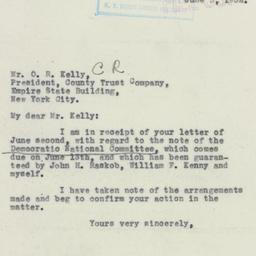 June
C R
Mr. O. R. Kelly,
President, County Trust Company,
Empire State Building,
New York City.
My dear Mr. Kelly:
I am in receipt of your letter of
June second, with regard to the note of the
Democratic National Committee, which comes
due on June 15th, and which has been guaran-
teed by John H. Raskob, William F. Kenny and
myself.
I have taken note of the arrangements
made and beg to confirm your action in the
matter.
Yours very sincerely,